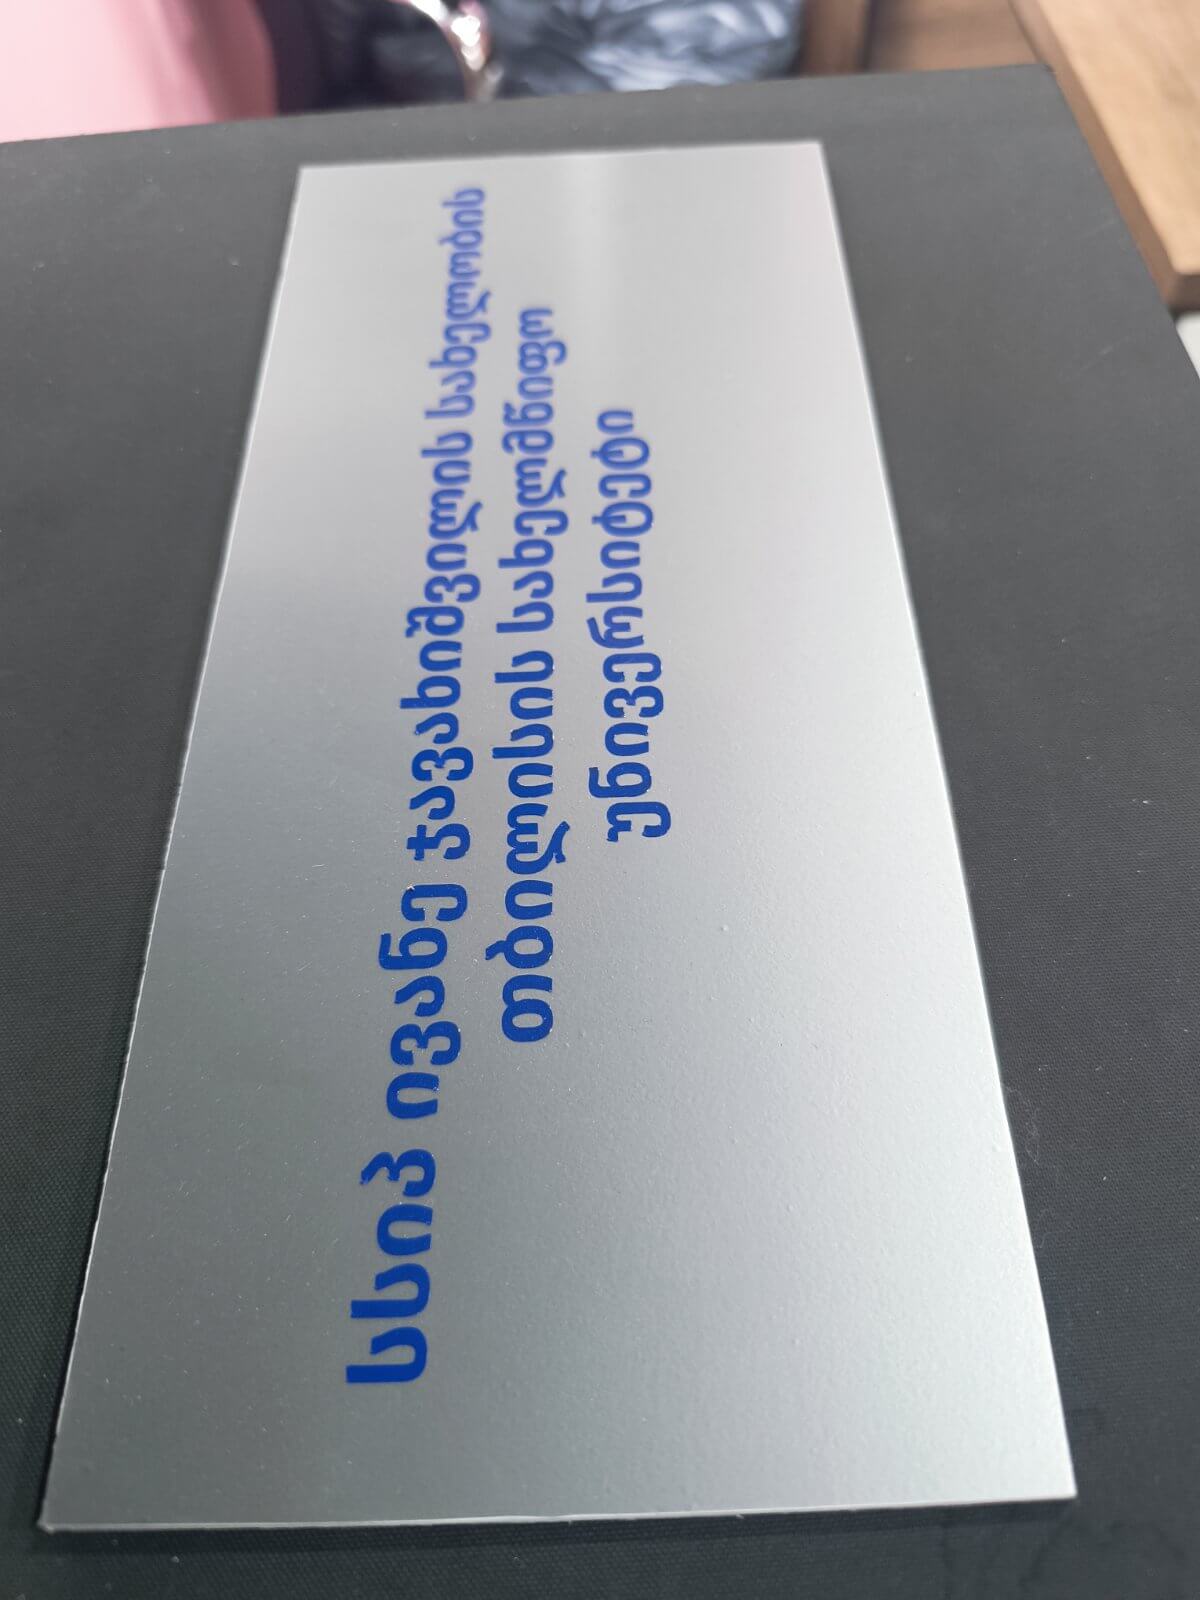 სსიპ ივანე ჯავახიშვილის სახელობის
თბილისის სახელმწიფო
უნივერსიტეტი